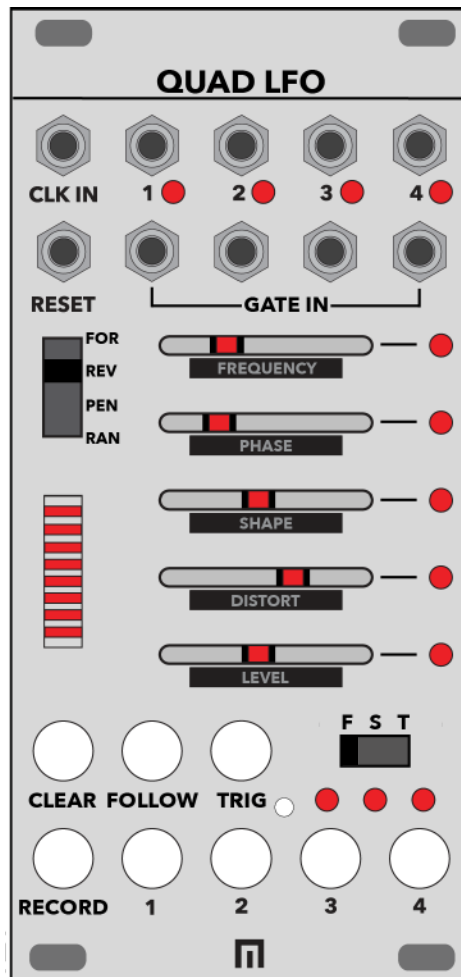 QUAD LFO
CLK IN 1 2 3 4
RESET GATE IN
FOR
REV
PEN
RAN
FREQUENCY
PHASE
SHAPE
DISTORT
LEVEL
F S T
CLEAR FOLLOW TRIG
RECORD 1 2 3 4